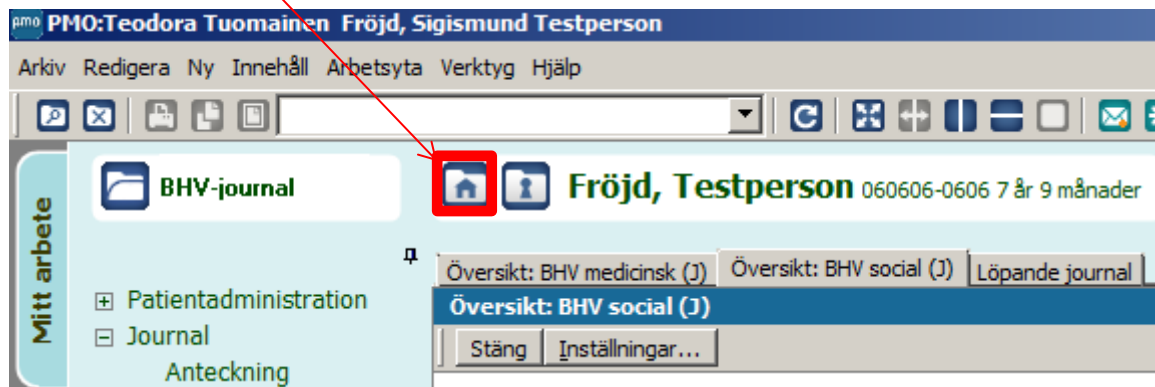 pmo PMO:Teodora Tuomainen Fröjd, Sigismund Testperson
Arkiv Redigera Ny Innehåll Arbetsyta Verktyg Hjälp
Mitt arbete
BHV-journal
Fröjd, Testperson 060606-0606 7 år 9 månader
Översikt: BHV medicinsk (J) Översikt: BHV social (J) Löpande journal
Patientadministration
Översikt: BHV social (J)
Journal
Stäng Inställningar...
Anteckning